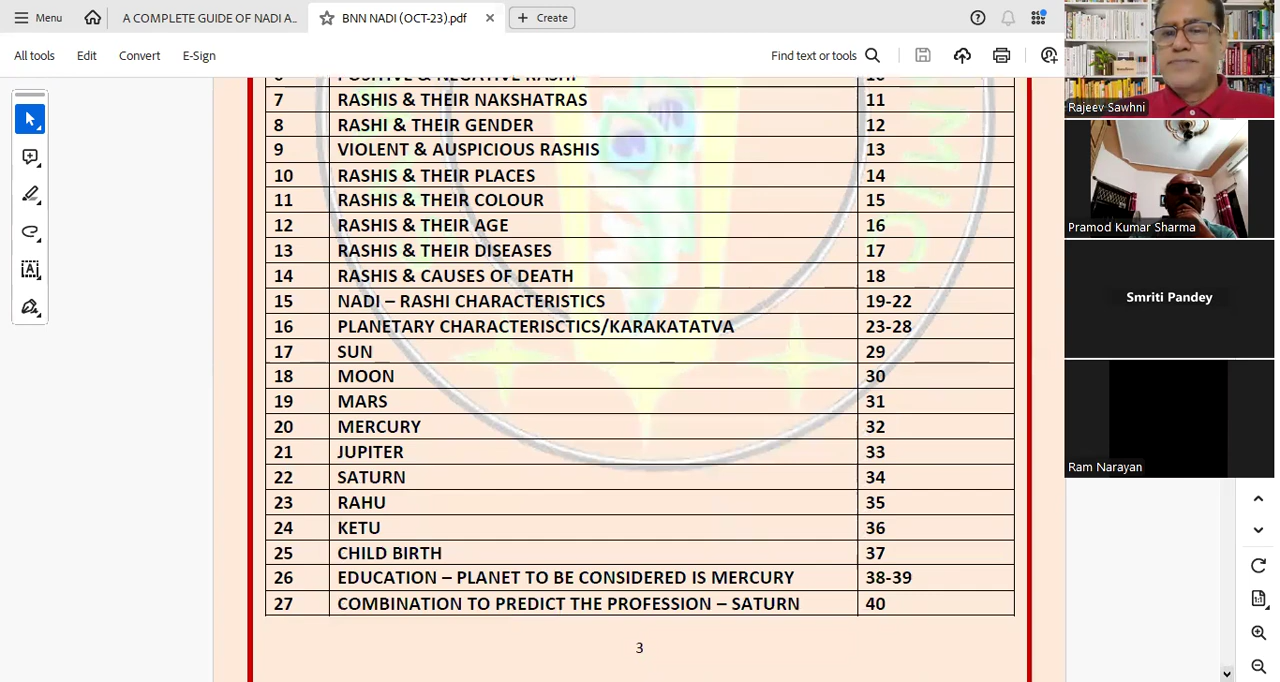 Menu A COMPLETE GUIDE OF NADI A... BNN NADI (OCT-23).pdf Create
All tools Edit Convert E-Sign Find text or tools
6 POSITIVE & NEGATIVE RASHI 10
7 RASHIS & THEIR NAKSHATRAS 11
8 RASHI & THEIR GENDER 12
9 VIOLENT & AUSPICIOUS RASHIS 13
10 RASHIS & THEIR PLACES 14
11 RASHIS & THEIR COLOUR 15
12 RASHIS & THEIR AGE 16
13 RASHIS & THEIR DISEASES 17
14 RASHIS & CAUSES OF DEATH 18
15 NADI – RASHI CHARACTERISTICS 19-22
16 PLANETARY CHARACTERISCTICS/KARAKATATVA 23-28
17 SUN 29
18 MOON 30
19 MARS 31
20 MERCURY 32
21 JUPITER 33
22 SATURN 34
23 RAHU 35
24 KETU 36
25 CHILD BIRTH 37
26 EDUCATION – PLANET TO BE CONSIDERED IS MERCURY 38-39
27 COMBINATION TO PREDICT THE PROFESSION – SATURN 40
3
Rajeev Sawhni
Pramod Kumar Sharma
Smriti Pandey
Ram Narayan